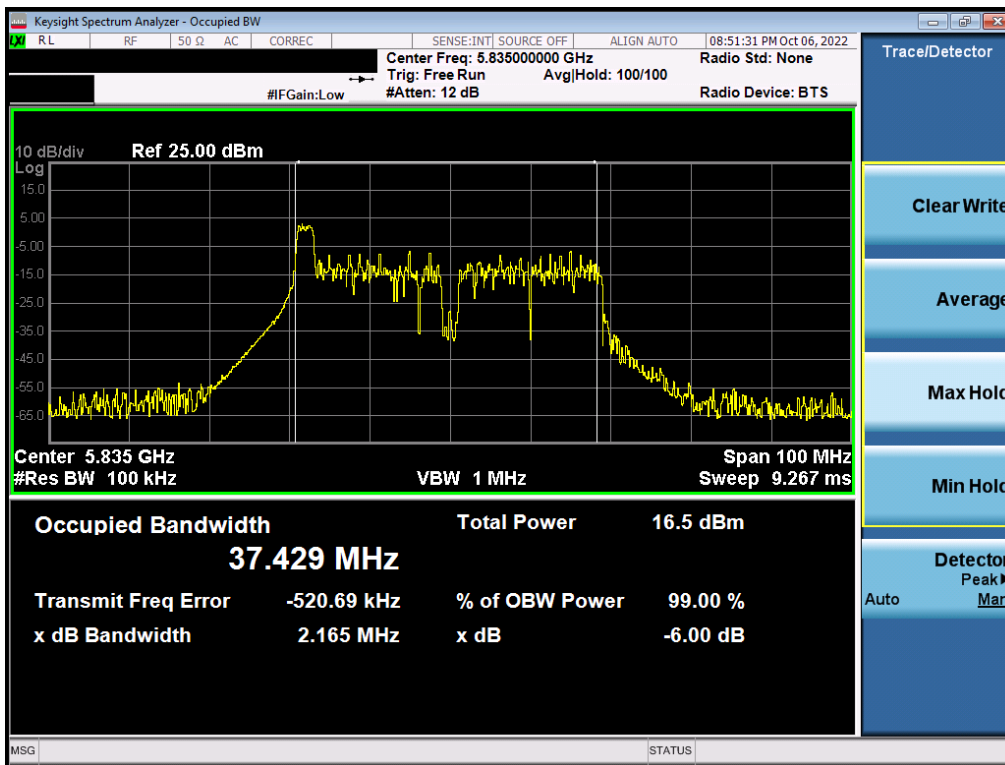 Keysight Spectrum Analyzer - Occupied BW
LXI RL RF 50 Ω AC CORREC SENSE:INT SOURCE OFF ALIGN AUTO 08:51:31 PM Oct 06, 2022
Center Freq: 5.835000000 GHz Radio Std: None
Trig: Free Run Avg|Hold: 100/100
#IFGain:Low #Atten: 12 dB Radio Device: BTS
Trace/Detector
10 dB/div Ref 25.00 dBm
Log
15.0
5.00
-5.00
-15.0
-25.0
-35.0
-45.0
-55.0
-65.0
Center 5.835 GHz Span 100 MHz
#Res BW 100 kHz VBW 1 MHz Sweep 9.267 ms
Occupied Bandwidth Total Power 16.5 dBm
37.429 MHz
Transmit Freq Error -520.69 kHz % of OBW Power 99.00 %
x dB Bandwidth 2.165 MHz x dB -6.00 dB
Clear Write
Average
Max Hold
Min Hold
Detector
Peak
Auto Man
MSG STATUS